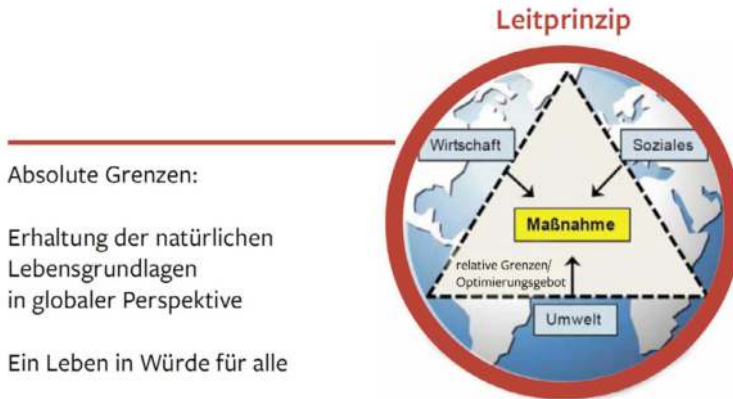 Leitprinzip
Absolute Grenzen:
Erhaltung der natürlichen
Lebensgrundlagen
in globaler Perspektive
Ein Leben in Würde für alle
Wirtschaft
Soziales
Maßnahme
relative Grenzen/
Optimierungsgebot
Umwelt